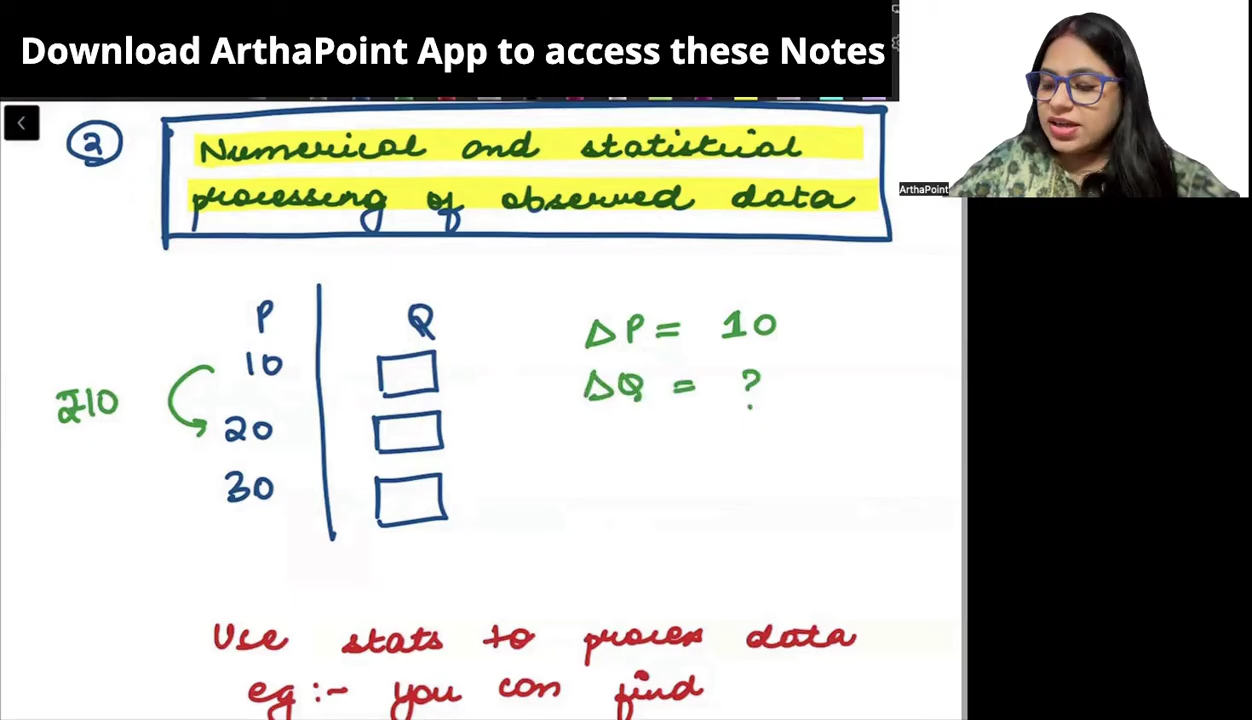 Download ArthaPoint App to access these Notes
ArthaPoint
2
Numerical and statistrial
processing of observed data
P Q
10
20
30
₹10
ΔP = 10
ΔQ = ?
Use stats to process data
eg :- you can find